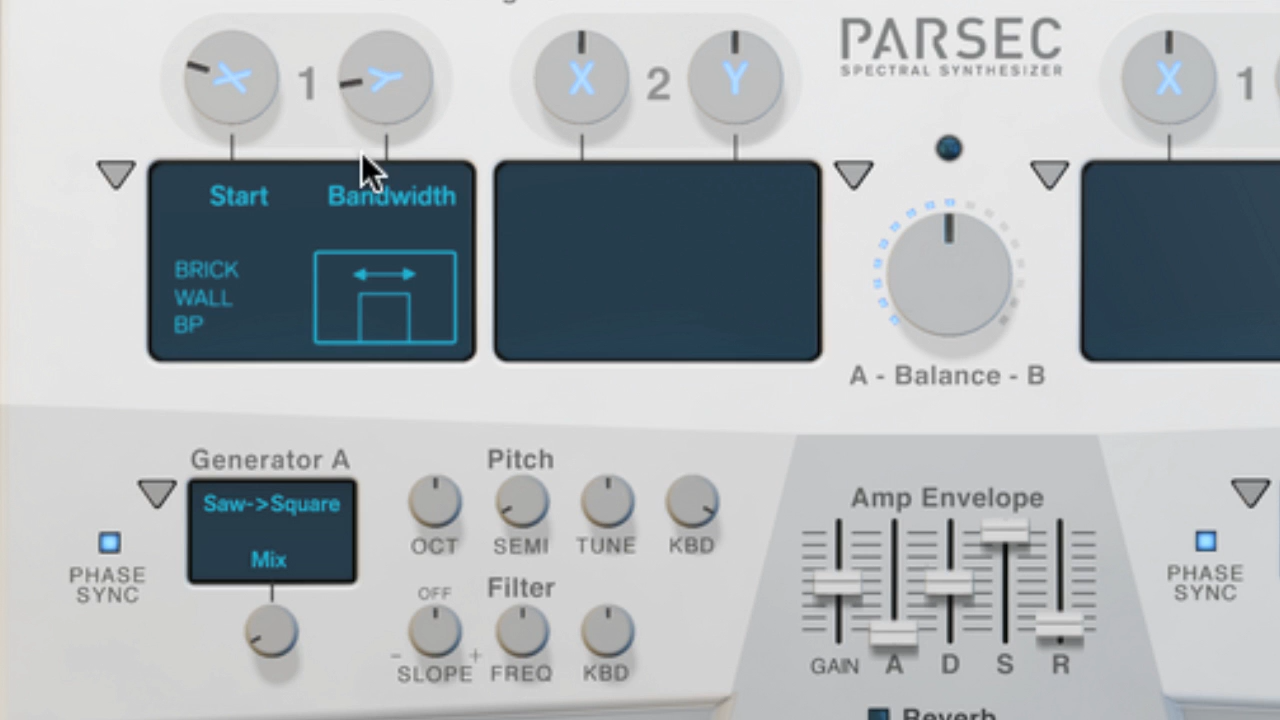 X 1 Y
X 2 Y
PARSEC
SPECTRAL SYNTHESIZER
X 1
Start Bandwidth
BRICK
WALL
BP
A - Balance - B
Generator A
Saw->Square
Mix
PHASE
SYNC
Pitch
OCT SEMI TUNE KBD
Filter
OFF
- +
SLOPE FREQ KBD
Amp Envelope
GAIN A D S R
PHASE
SYNC
Reverb